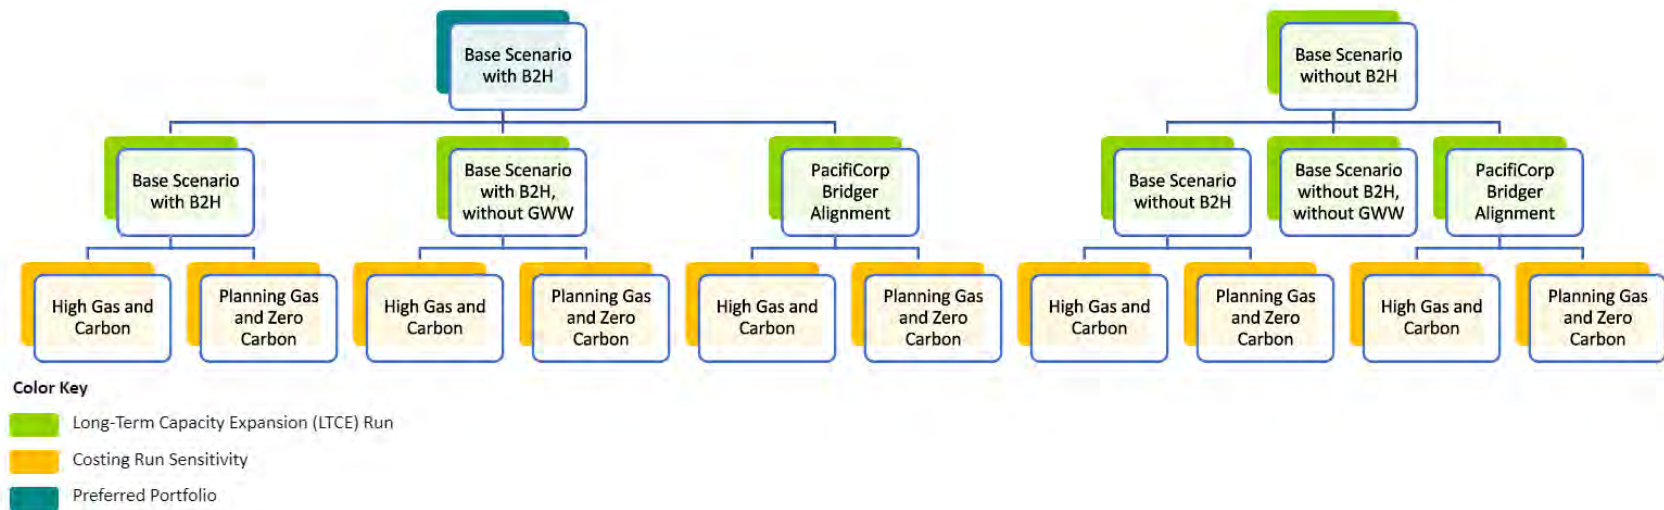 Base Scenario
with B2H
Base Scenario
without B2H
Base Scenario
with B2H
Base Scenario
with B2H,
without GWW
PacifiCorp
Bridger
Alignment
Base Scenario
without B2H
Base Scenario
without B2H,
without GWW
PacifiCorp
Bridger
Alignment
High Gas and
Carbon
Planning Gas
and Zero
Carbon
High Gas and
Carbon
Planning Gas
and Zero
Carbon
High Gas and
Carbon
Planning Gas
and Zero
Carbon
High Gas and
Carbon
Planning Gas
and Zero
Carbon
High Gas and
Carbon
Planning Gas
and Zero
Carbon
Color Key
Long-Term Capacity Expansion (LTCE) Run
Costing Run Sensitivity
Preferred Portfolio